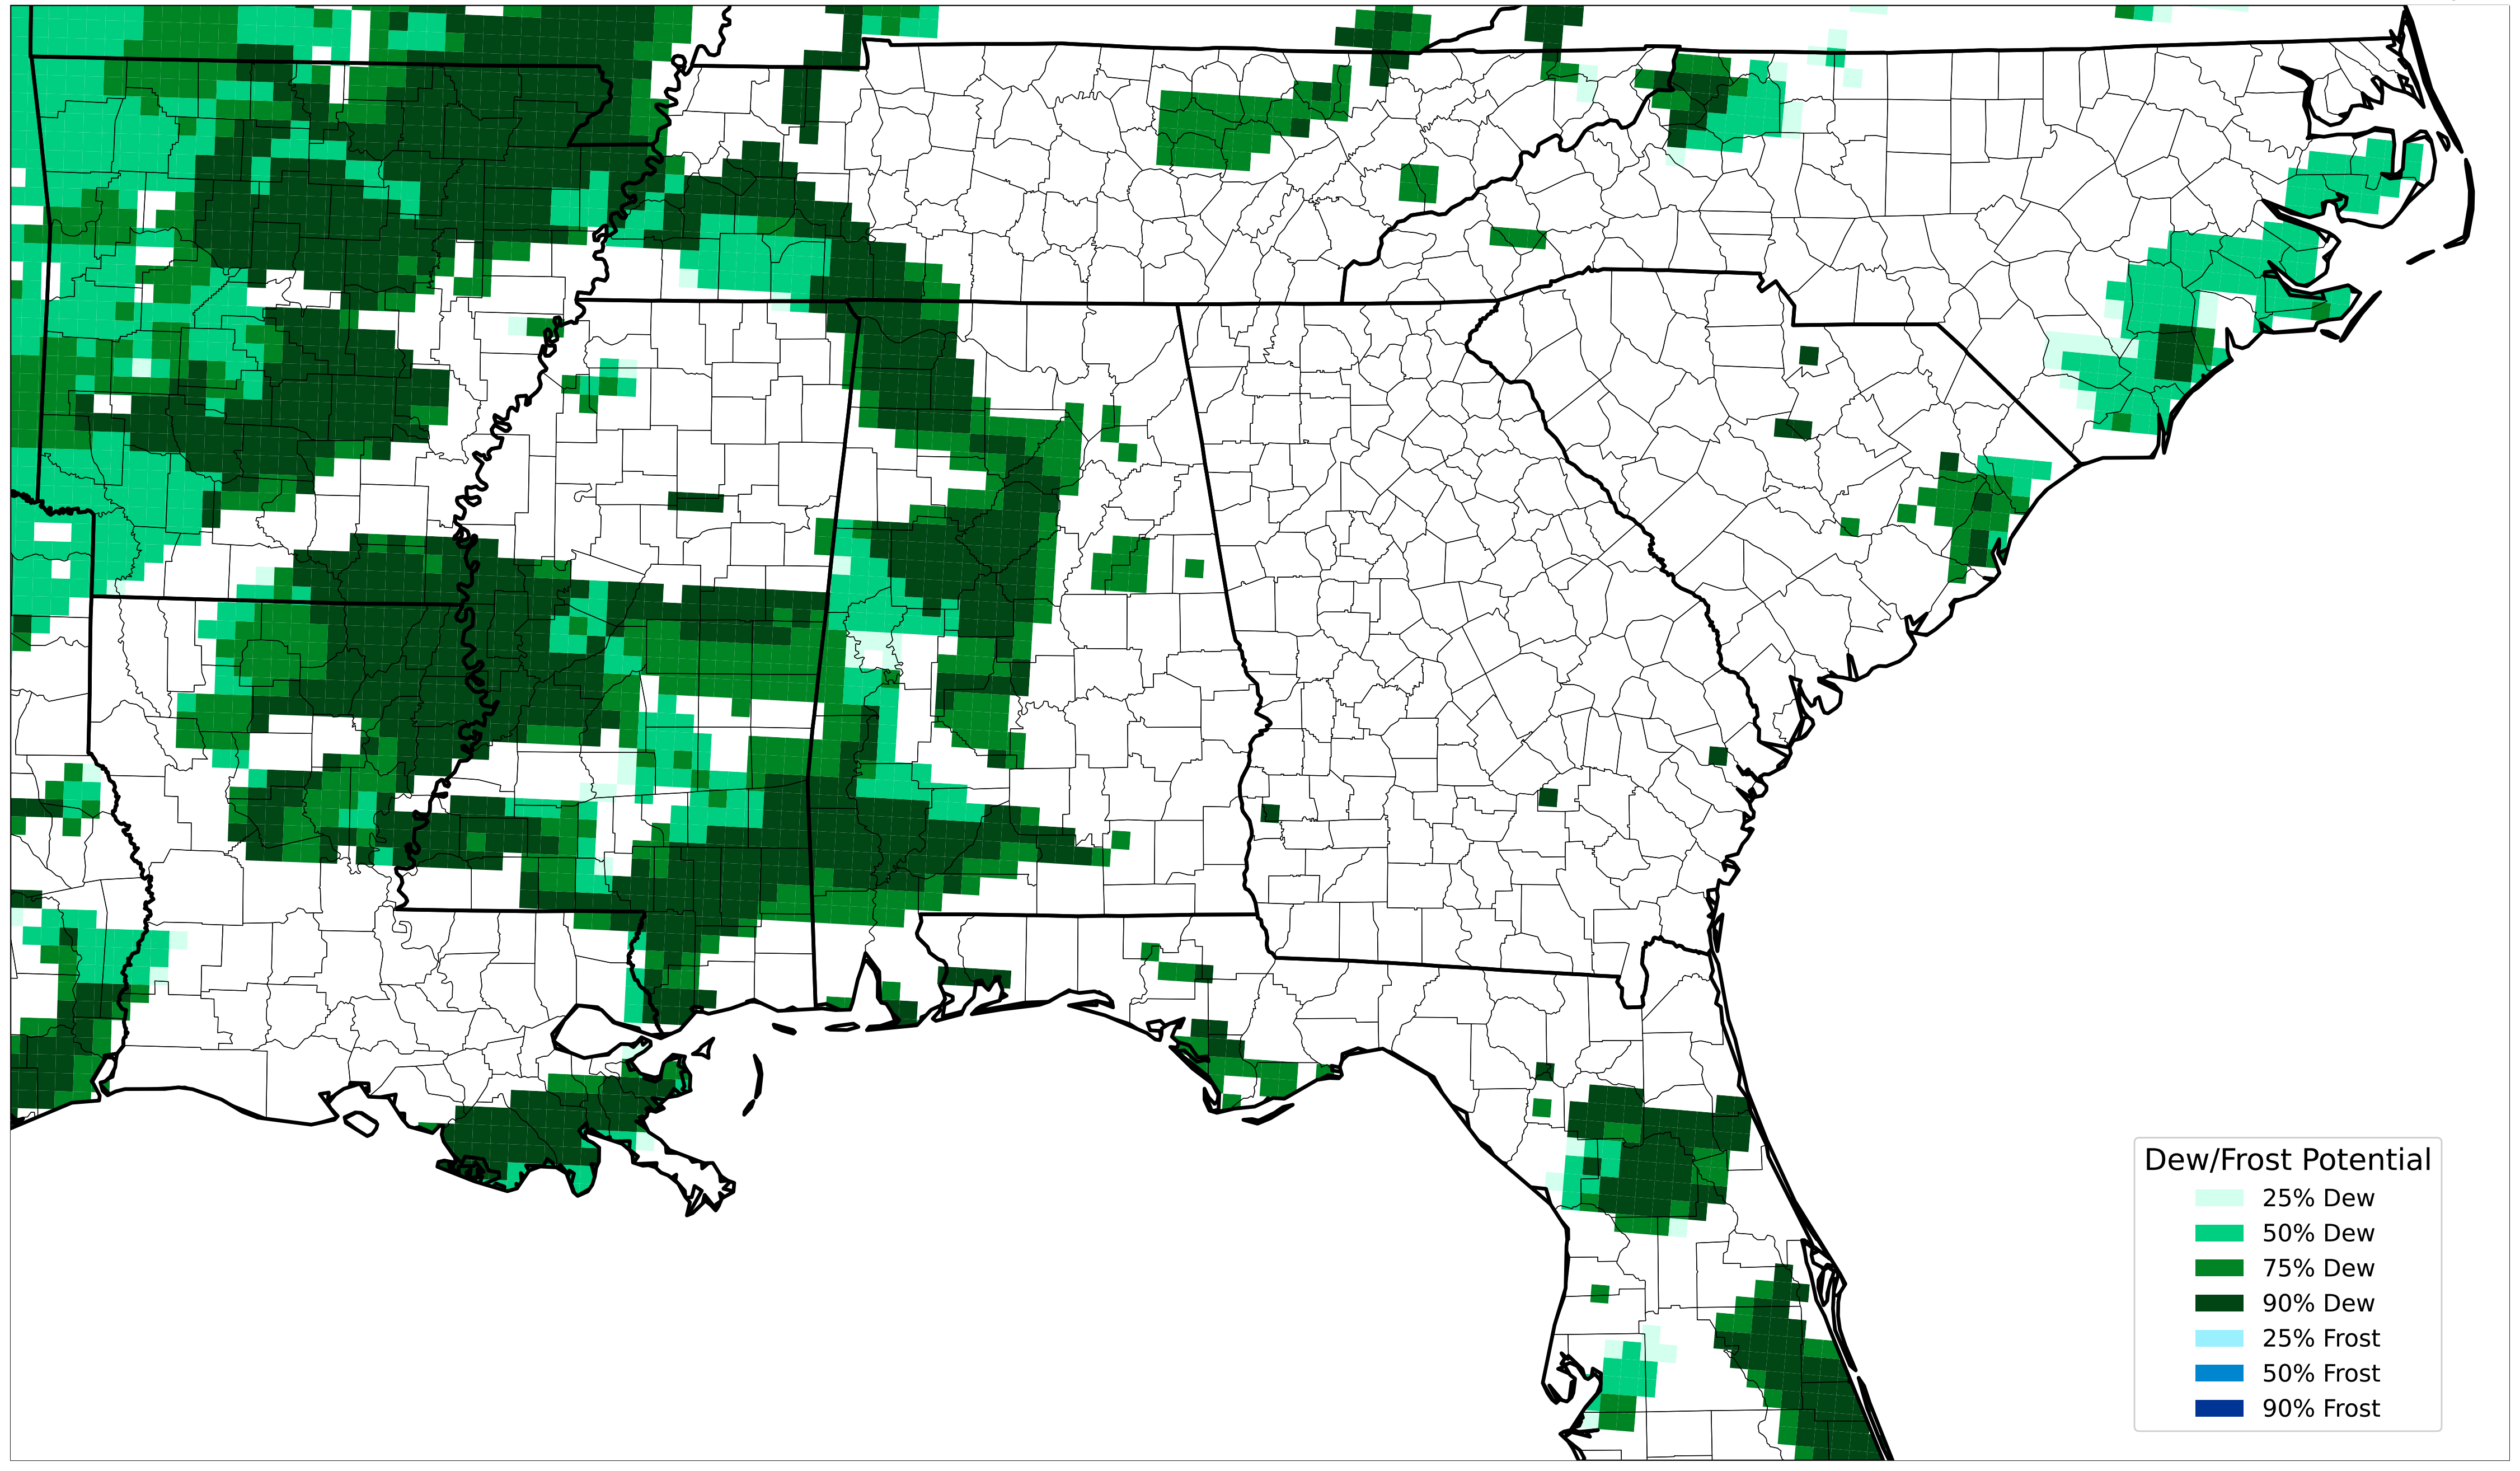 Dew/Frost Potential
25% Dew
50% Dew
75% Dew
90% Dew
25% Frost
50% Frost
90% Frost